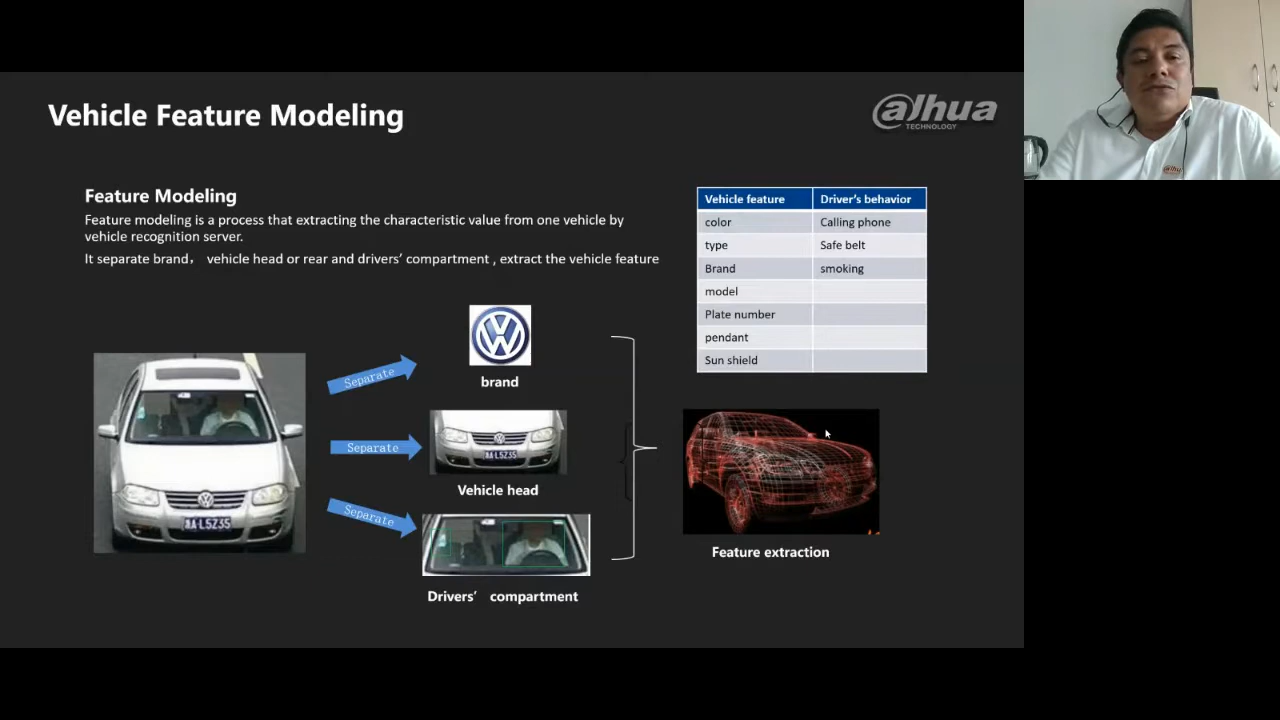 Vehicle Feature Modeling
alhua
TECHNOLOGY
Feature Modeling
Feature modeling is a process that extracting the characteristic value from one vehicle by
vehicle recognition server.
It separate brand， vehicle head or rear and drivers’ compartment , extract the vehicle feature
Vehicle feature Driver’s behavior
color Calling phone
type Safe belt
Brand smoking
model
Plate number
pendant
Sun shield
Separate
brand
Separate
Vehicle head
Separate
Drivers’ compartment
Feature extraction